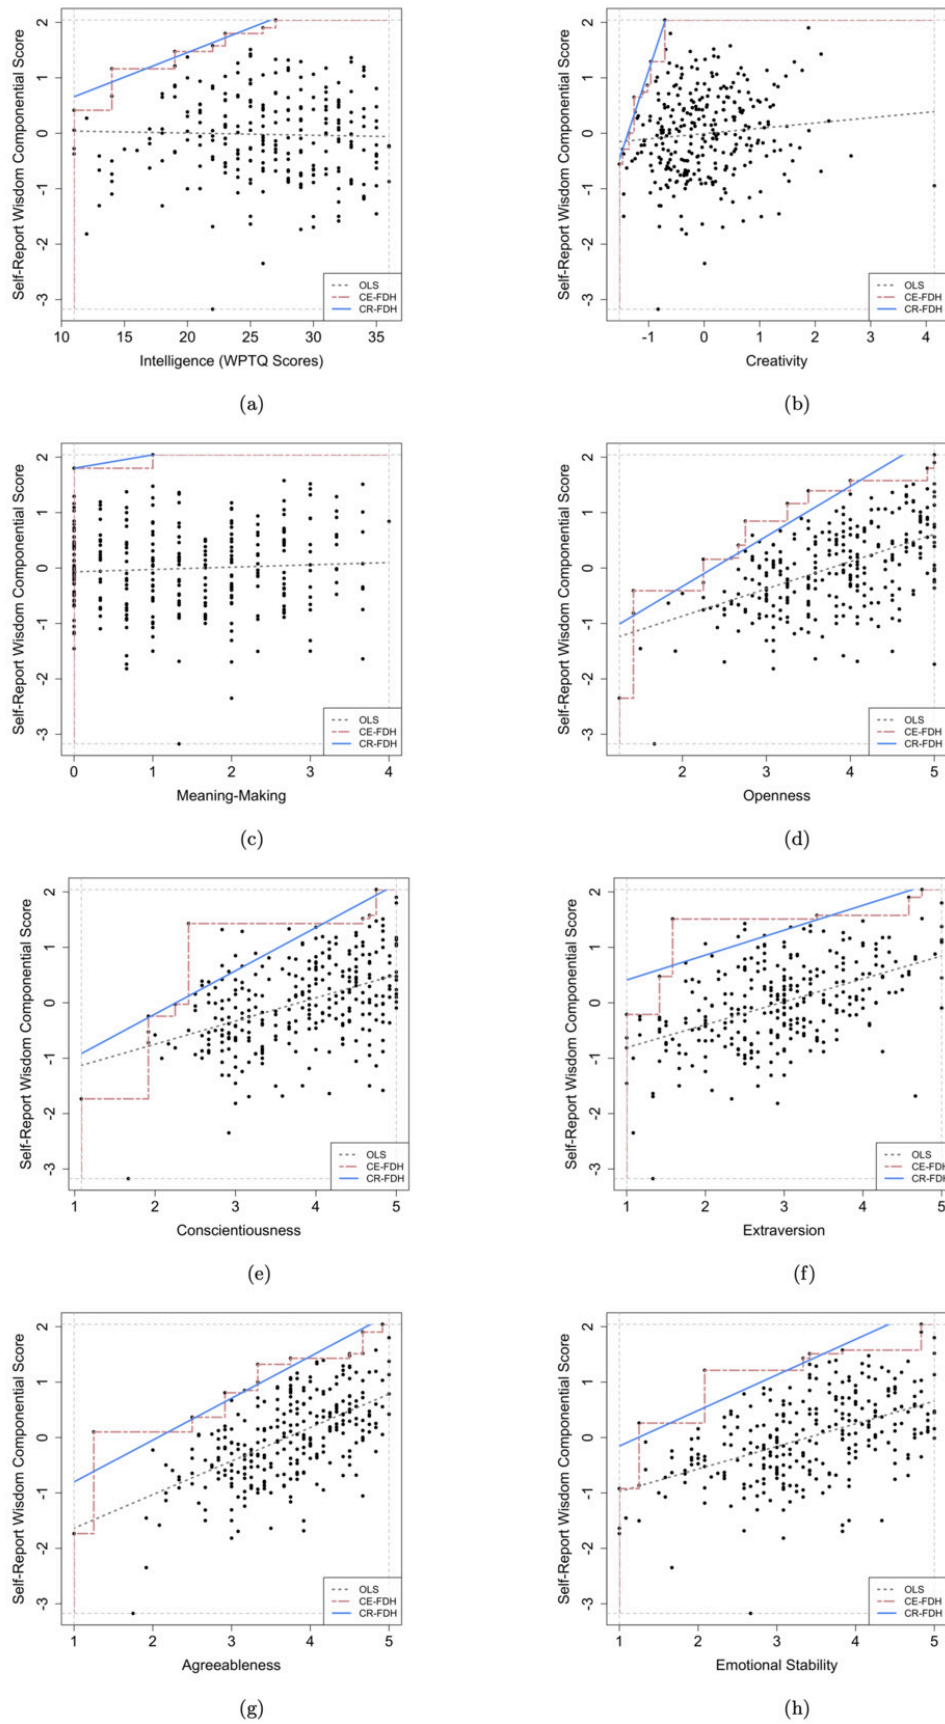 Self-Report Wisdom Componential Score
2
1
0
-1
-2
-3
OLS
CE-FDH
CR-FDH
10 15 20 25 30 35
Intelligence (WPTQ Scores)
(a)
Self-Report Wisdom Componential Score
2
1
0
-1
-2
-3
OLS
CE-FDH
CR-FDH
-1 0 1 2 3 4
Creativity
(b)
Self-Report Wisdom Componential Score
2
1
0
-1
-2
-3
OLS
CE-FDH
CR-FDH
0 1 2 3 4
Meaning-Making
(c)
Self-Report Wisdom Componential Score
2
1
0
-1
-2
-3
OLS
CE-FDH
CR-FDH
2 3 4 5
Openness
(d)
Self-Report Wisdom Componential Score
2
1
0
-1
-2
-3
OLS
CE-FDH
CR-FDH
1 2 3 4 5
Conscientiousness
(e)
Self-Report Wisdom Componential Score
2
1
0
-1
-2
-3
OLS
CE-FDH
CR-FDH
1 2 3 4 5
Extraversion
(f)
Self-Report Wisdom Componential Score
2
1
0
-1
-2
-3
OLS
CE-FDH
CR-FDH
1 2 3 4 5
Agreeableness
(g)
Self-Report Wisdom Componential Score
2
1
0
-1
-2
-3
OLS
CE-FDH
CR-FDH
1 2 3 4 5
Emotional Stability
(h)